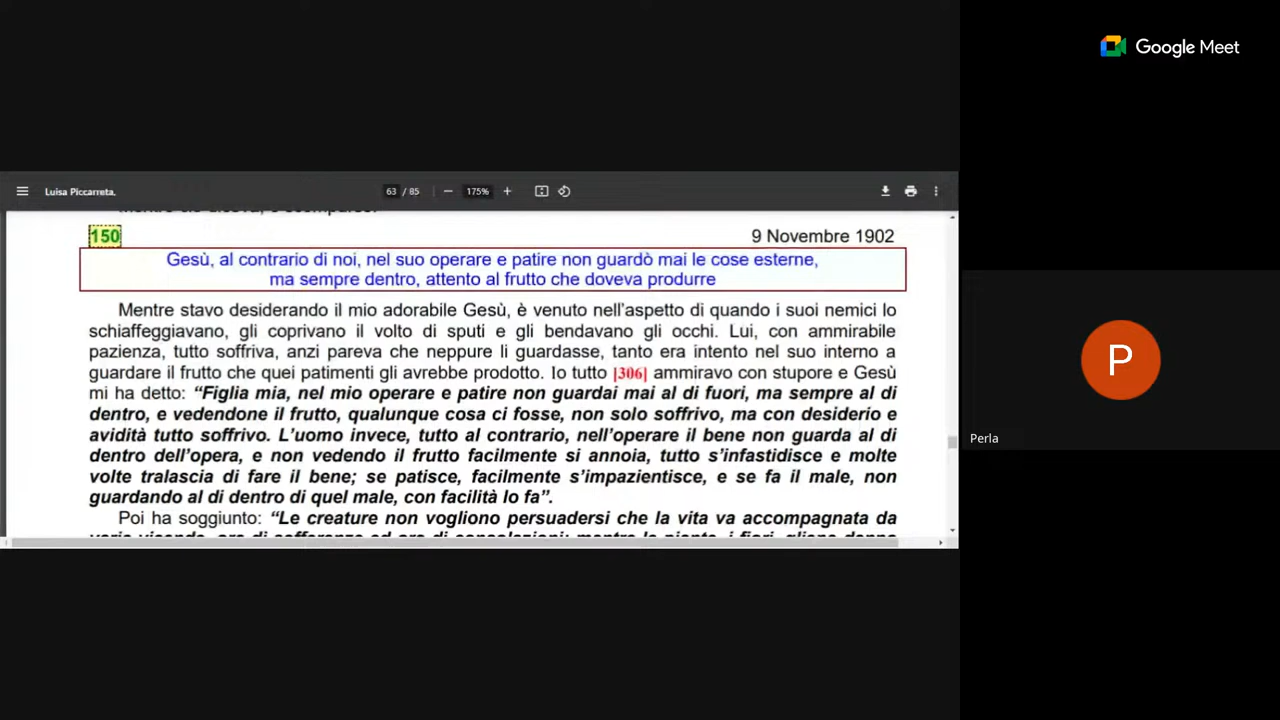 Google Meet
Luisa Piccarreta.
63 / 85
175%
150
9 Novembre 1902
Gesù, al contrario di noi, nel suo operare e patire non guardò mai le cose esterne,
ma sempre dentro, attento al frutto che doveva produrre
Mentre stavo desiderando il mio adorabile Gesù, è venuto nell'aspetto di quando i suoi nemici lo
schiaffeggiavano, gli coprivano il volto di sputi e gli bendavano gli occhi. Lui, con ammirabile
pazienza, tutto soffriva, anzi pareva che neppure li guardasse, tanto era intento nel suo interno a
guardare il frutto che quei patimenti gli avrebbe prodotto. Io tutto [306] ammiravo con stupore e Gesù
mi ha detto: “Figlia mia, nel mio operare e patire non guardai mai al di fuori, ma sempre al di
dentro, e vedendone il frutto, qualunque cosa ci fosse, non solo soffrivo, ma con desiderio e
avidità tutto soffrivo. L'uomo invece, tutto al contrario, nell'operare il bene non guarda al di
dentro dell'opera, e non vedendo il frutto facilmente si annoia, tutto s'infastidisce e molte
volte tralascia di fare il bene; se patisce, facilmente s'impazientisce, e se fa il male, non
guardando al di dentro di quel male, con facilità lo fa”.
Poi ha soggiunto: “Le creature non vogliono persuadersi che la vita va accompagnata da
P
Perla